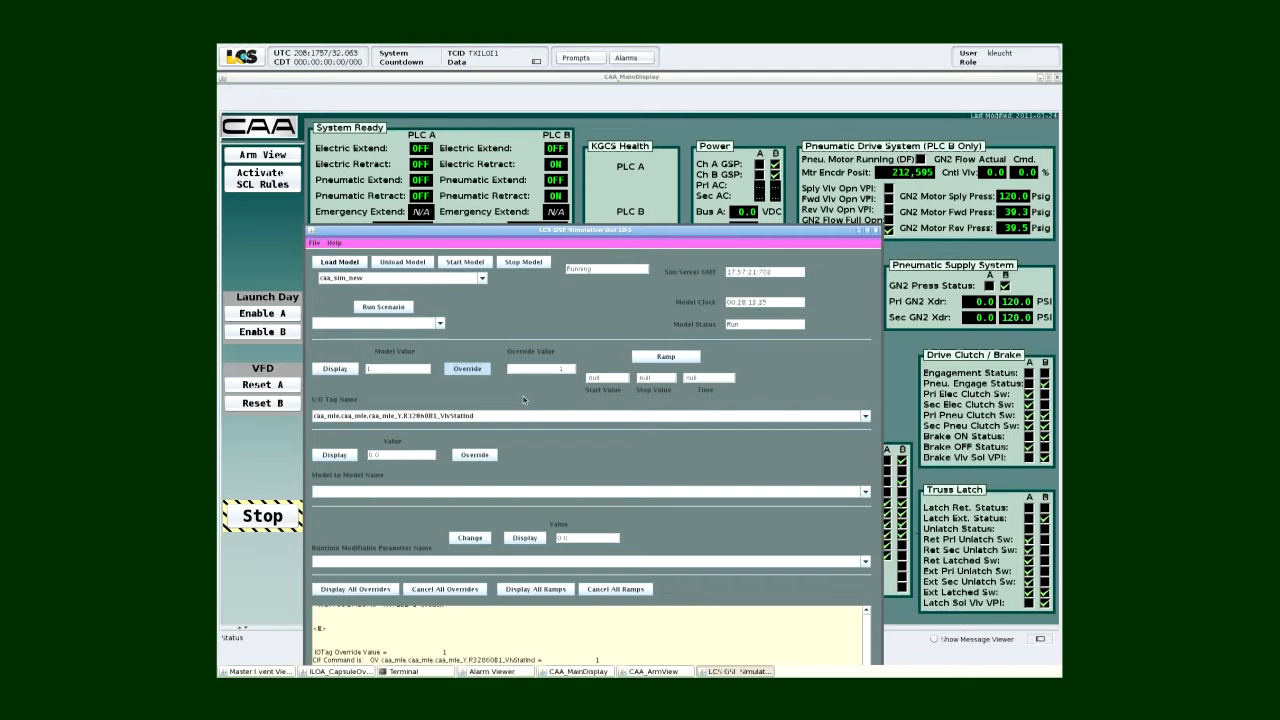 LCS
UTC 208:1757/32.063
CDT 000:00:00:00/000
System
Countdown
TCID TXILOI1
Data
Prompts
Alarms
User kleucht
Role
CAA_MainDisplay
CAA
Arm View
Activate
SCL Rules
Launch Day
Enable A
Enable B
VFD
Reset A
Reset B
Stop
Status
System Ready
PLC A PLC B
Electric Extend: OFF Electric Extend: OFF
Electric Retract: OFF Electric Retract: ON
Pneumatic Extend: OFF Pneumatic Extend: OFF
Pneumatic Retract: OFF Pneumatic Retract: ON
Emergency Extend: N/A Emergency Extend: N/A
KGCS Health
PLC A
PLC B
Power
A B
Ch A GSP:
Ch B GSP:
Pri AC:
Sec AC:
Bus A: 0.0 VDC
Pneumatic Drive System (PLC B Only)
Pneu. Motor Running (DF) GN2 Flow Actual Cmd.
Mtr Encdr Posit: 212,595 Cntl Vlv: 0.0 0.0 %
Sply Vlv Opn VPI: GN2 Motor Sply Press: 120.0 Psig
Fwd Vlv Opn VPI: GN2 Motor Fwd Press: 39.3 Psig
Rev Vlv Opn VPI: GN2 Motor Rev Press: 39.5 Psig
GN2 Flow Full Opn
Pneumatic Supply System
A B
GN2 Press Status:
Pri GN2 Xdr: 0.0 120.0 PSI
Sec GN2 Xdr: 0.0 120.0 PSI
Drive Clutch / Brake
A B
Engagement Status:
Pneu. Engage Status:
Pri Elec Clutch Sw:
Sec Elec Clutch Sw:
Pri Pneu Clutch Sw:
Sec Pneu Clutch Sw:
Brake ON Status:
Brake OFF Status:
Brake Vlv Sol VPI:
A B
Truss Latch
A B
Latch Ret. Status:
Latch Ext. Status:
Unlatch Status:
Ret Pri Unlatch Sw:
Ret Sec Unlatch Sw:
Ret Latched Sw:
Ext Pri Unlatch Sw:
Ext Sec Unlatch Sw:
Ext Latched Sw:
Latch Sol Vlv VPI:
Show Message Viewer
LCS GSE Simulation Gui 10-1
File Help
Load Model Unload Model Start Model Stop Model
Running
Sim Server GMT
caa_sim_new
Run Scenario
Model Clock
Model Status Run
Model Value Override Value
Ramp
Display 1 Override 1
null null null
Start Value Stop Value Time
I/O Tag Name
caa_mle.caa_mle.caa_mle_Y.R32860B1_VlvStatInd
Value
Display 0.0 Override
Model to Model Name
Value
Change Display 0.0
Runtime Modifiable Parameter Name
Display All Overrides Cancel All Overrides Display All Ramps Cancel All Ramps
IOTag Override Value = 1
CIF Command is: OV caa_mle.caa_mle.caa_mle_Y.R32860B1_VlvStatInd = 1
ILOA_CapsuleOv...
Terminal
Alarm Viewer
CAA_MainDisplay
CAA_ArmView
LCS GSE Simulat...